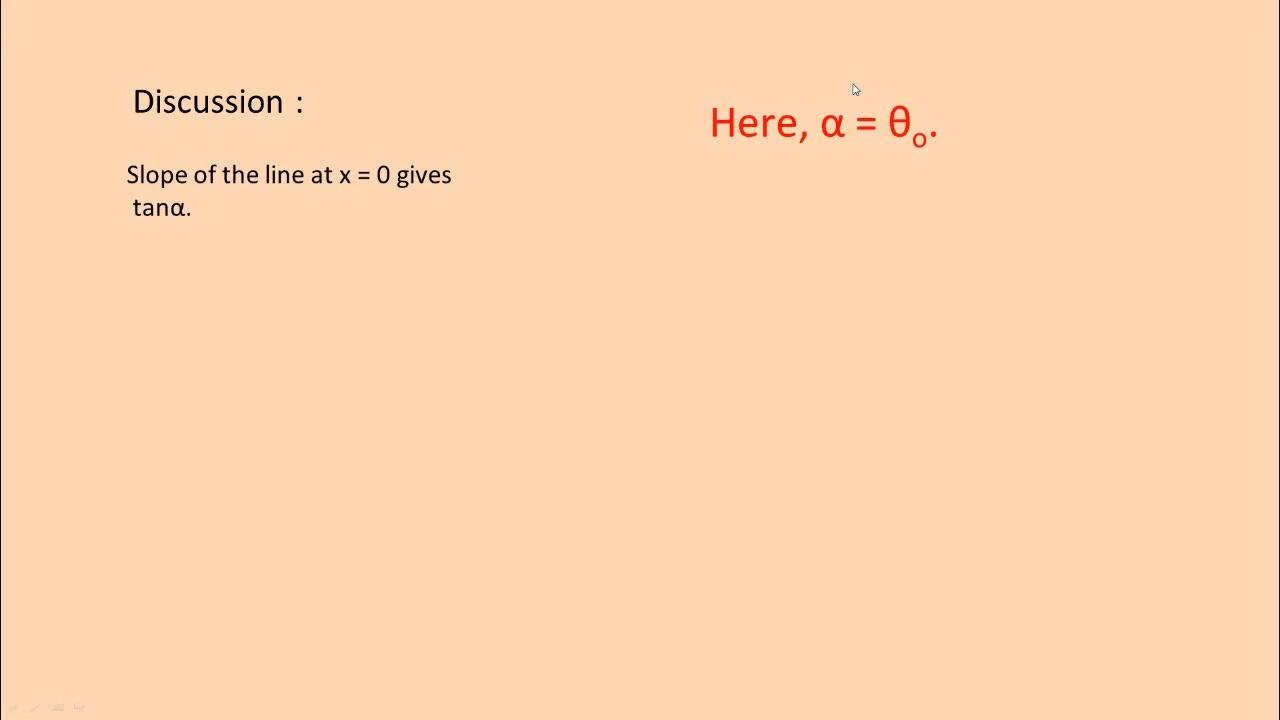 Discussion :
Here, α = θₒ.
Slope of the line at x = 0 gives
tanα.